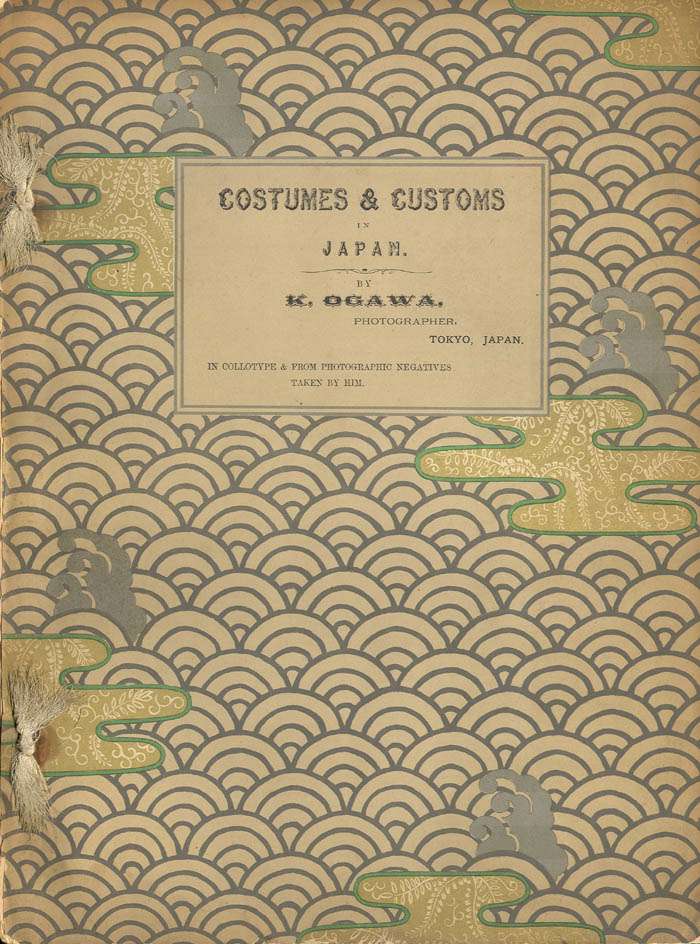 COSTUMES & CUSTOMS
IN
JAPAN.
BY
K. OGAWA,
PHOTOGRAPHER,
TOKYO, JAPAN.
IN COLLOTYPE & FROM PHOTOGRAPHIC NEGATIVES
TAKEN BY HIM.